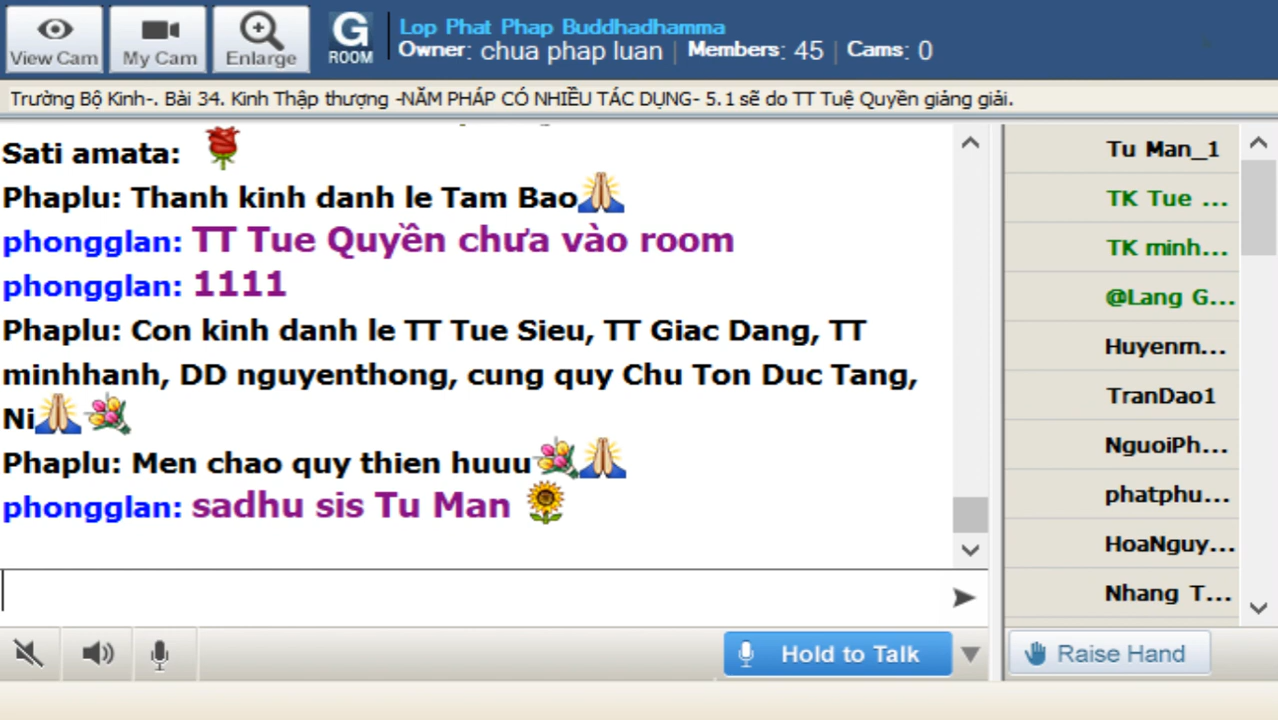 Lop Phat Phap Buddhadhamma
View Cam
My Cam
Enlarge
G
ROOM
Owner: chua phap luan | Members: 45 | Cams: 0
Trường Bộ Kinh-. Bài 34. Kinh Thập thượng -NĂM PHÁP CÓ NHIỀU TÁC DỤNG- 5.1 sẽ do TT Tuệ Quyền giảng giải.
Sati amata:
Phaplu: Thanh kinh danh le Tam Bao
phongglan: TT Tue Quyền chưa vào room
phongglan: 1111
Phaplu: Con kinh danh le TT Tue Sieu, TT Giac Dang, TT
minhhanh, DD nguyenthong, cung quy Chu Ton Duc Tang,
Ni
Phaplu: Men chao quy thien huuu
phongglan: sadhu sis Tu Man
Tu Man_1
TK Tue ...
TK minh...
@Lang G...
Huyenm...
TranDao1
NguoiPh...
phatphu...
HoaNguy...
Nhang T...
Hold to Talk
Raise Hand